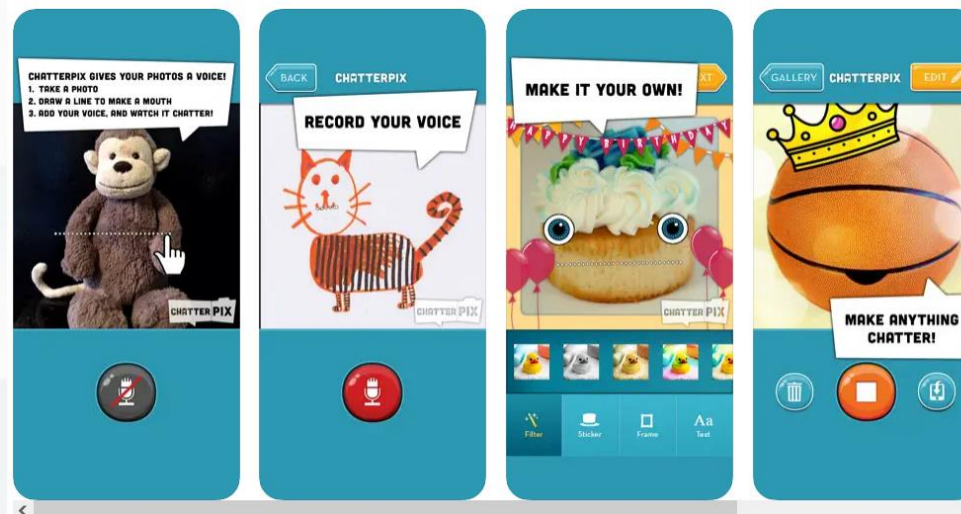 CHATTERPIX GIVES YOUR PHOTOS A VOICE!
1. TAKE A PHOTO
2. DRAW A LINE TO MAKE A MOUTH
3. ADD YOUR VOICE, AND WATCH IT CHATTER!
CHATTER PIX
BACK
CHATTERPIX
RECORD YOUR VOICE
CHATTER PIX
XT
MAKE IT YOUR OWN!
HAPPY BIRTHDAY
CHATTER PIX
Filter
Sticker
Frame
Aa
Text
GALLERY
CHATTERPIX
EDIT
MAKE ANYTHING
CHATTER!